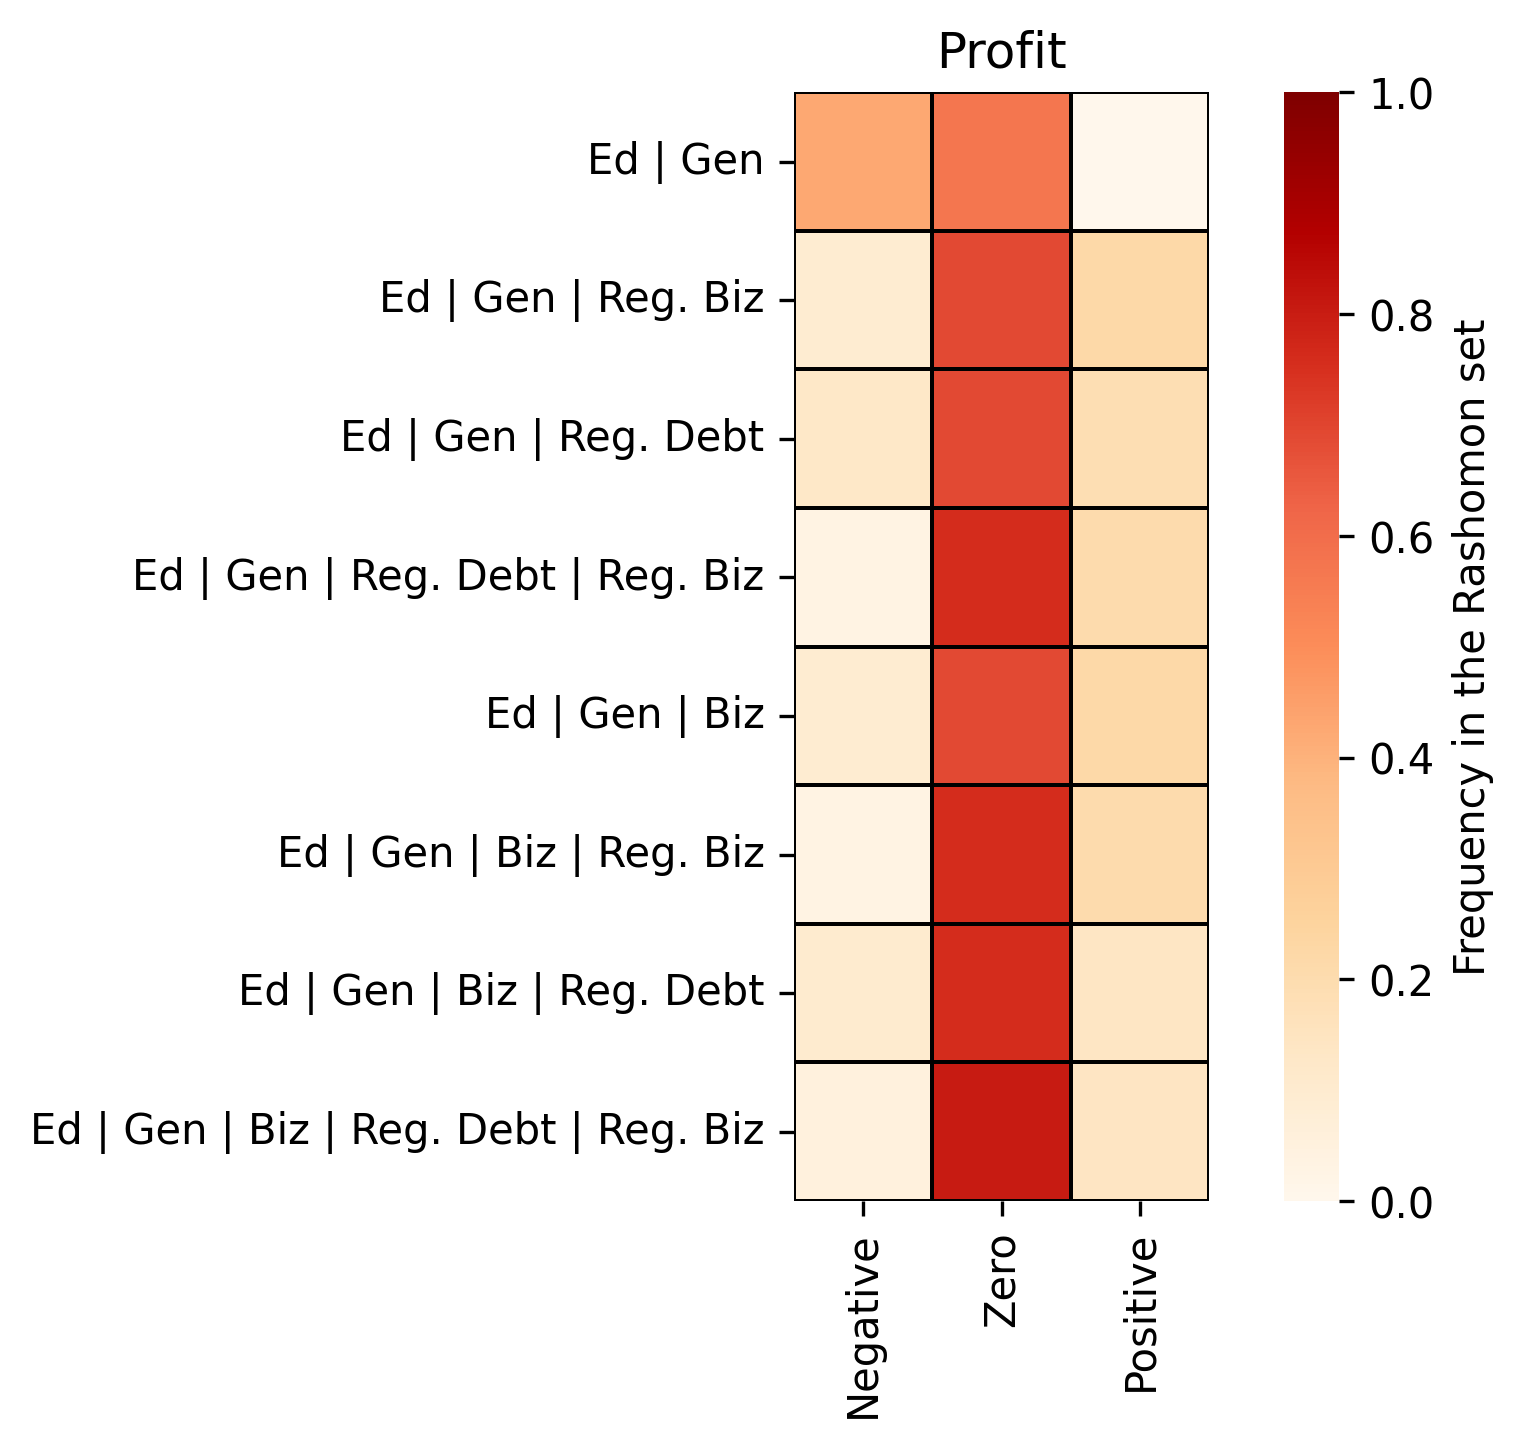 Profit
Ed | Gen
Ed | Gen | Reg. Biz
Ed | Gen | Reg. Debt
Ed | Gen | Reg. Debt | Reg. Biz
Ed | Gen | Biz
Ed | Gen | Biz | Reg. Biz
Ed | Gen | Biz | Reg. Debt
Ed | Gen | Biz | Reg. Debt | Reg. Biz
Negative
Zero
Positive
1.0
0.8
0.6
0.4
0.2
0.0
Frequency in the Rashomon set